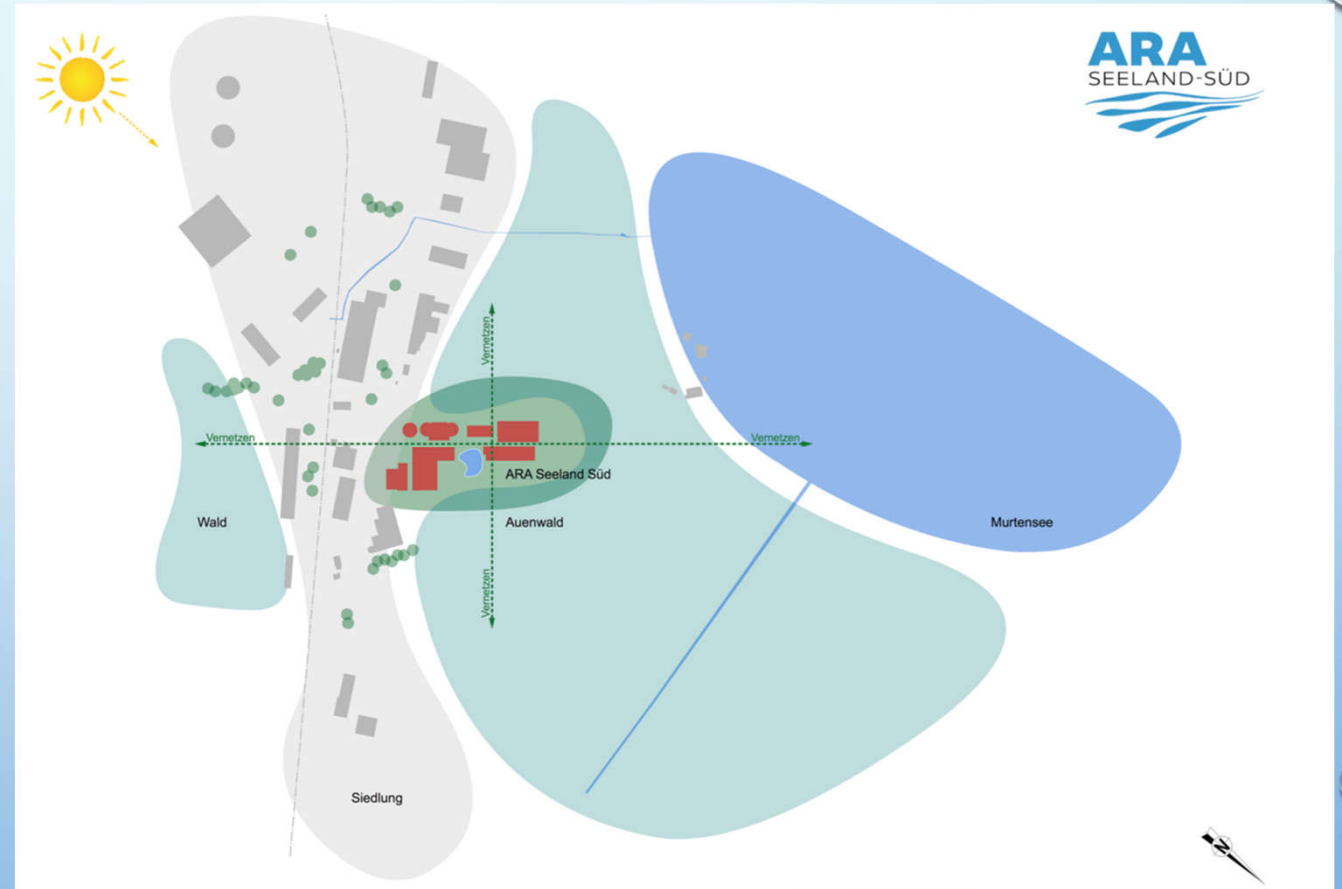 ARA
SEELAND-SÜD
Vernetzen
Vernetzen
Vernetzen
ARA Seeland Süd
Wald
Auenwald
Murtensee
Vernetzen
Siedlung
N